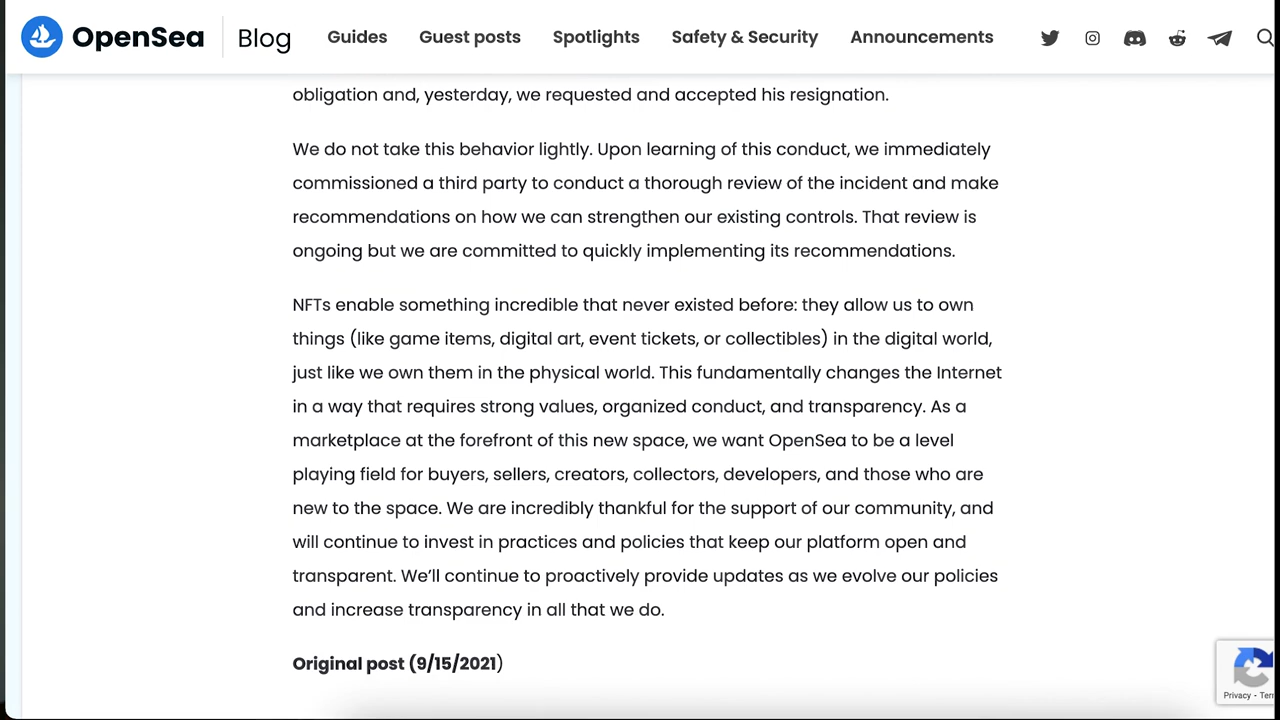 OpenSea Blog Guides Guest posts Spotlights Safety & Security Announcements
obligation and, yesterday, we requested and accepted his resignation.
We do not take this behavior lightly. Upon learning of this conduct, we immediately
commissioned a third party to conduct a thorough review of the incident and make
recommendations on how we can strengthen our existing controls. That review is
ongoing but we are committed to quickly implementing its recommendations.
NFTs enable something incredible that never existed before: they allow us to own
things (like game items, digital art, event tickets, or collectibles) in the digital world,
just like we own them in the physical world. This fundamentally changes the Internet
in a way that requires strong values, organized conduct, and transparency. As a
marketplace at the forefront of this new space, we want OpenSea to be a level
playing field for buyers, sellers, creators, collectors, developers, and those who are
new to the space. We are incredibly thankful for the support of our community, and
will continue to invest in practices and policies that keep our platform open and
transparent. We’ll continue to proactively provide updates as we evolve our policies
and increase transparency in all that we do.
Original post (9/15/2021)
Privacy - Ter